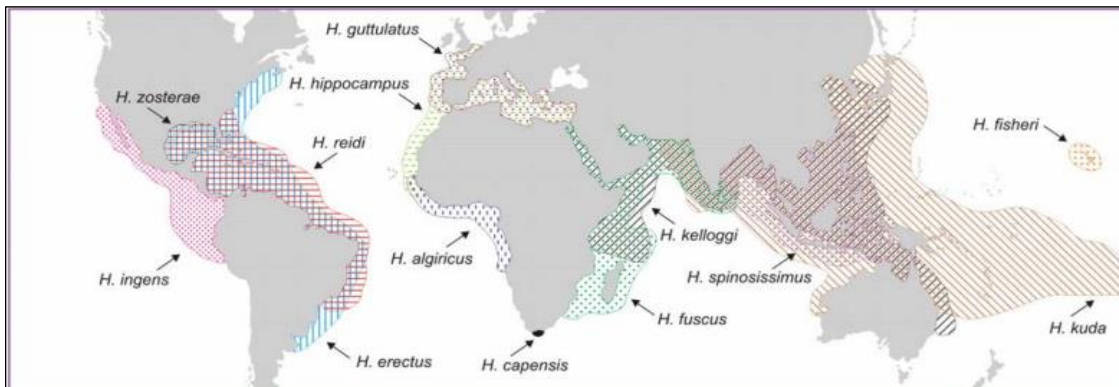 H. guttulatus
H. hippocampus
H. zosterae
H. fisheri
H. reidi
H. kelloggi
H. algiricus
H. ingens
H. spinosissimus
H. fuscus
H. kuda
H. capensis
H. erectus